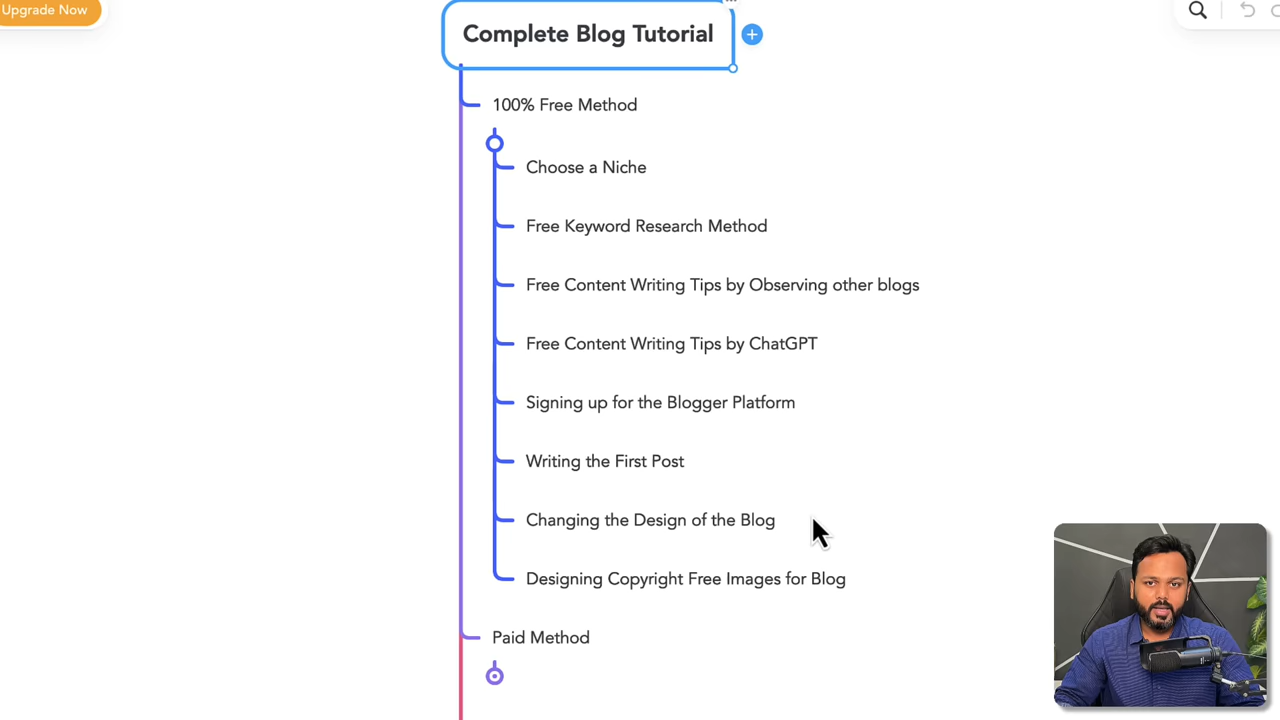 Upgrade Now
Complete Blog Tutorial
100% Free Method
Choose a Niche
Free Keyword Research Method
Free Content Writing Tips by Observing other blogs
Free Content Writing Tips by ChatGPT
Signing up for the Blogger Platform
Writing the First Post
Changing the Design of the Blog
Designing Copyright Free Images for Blog
Paid Method